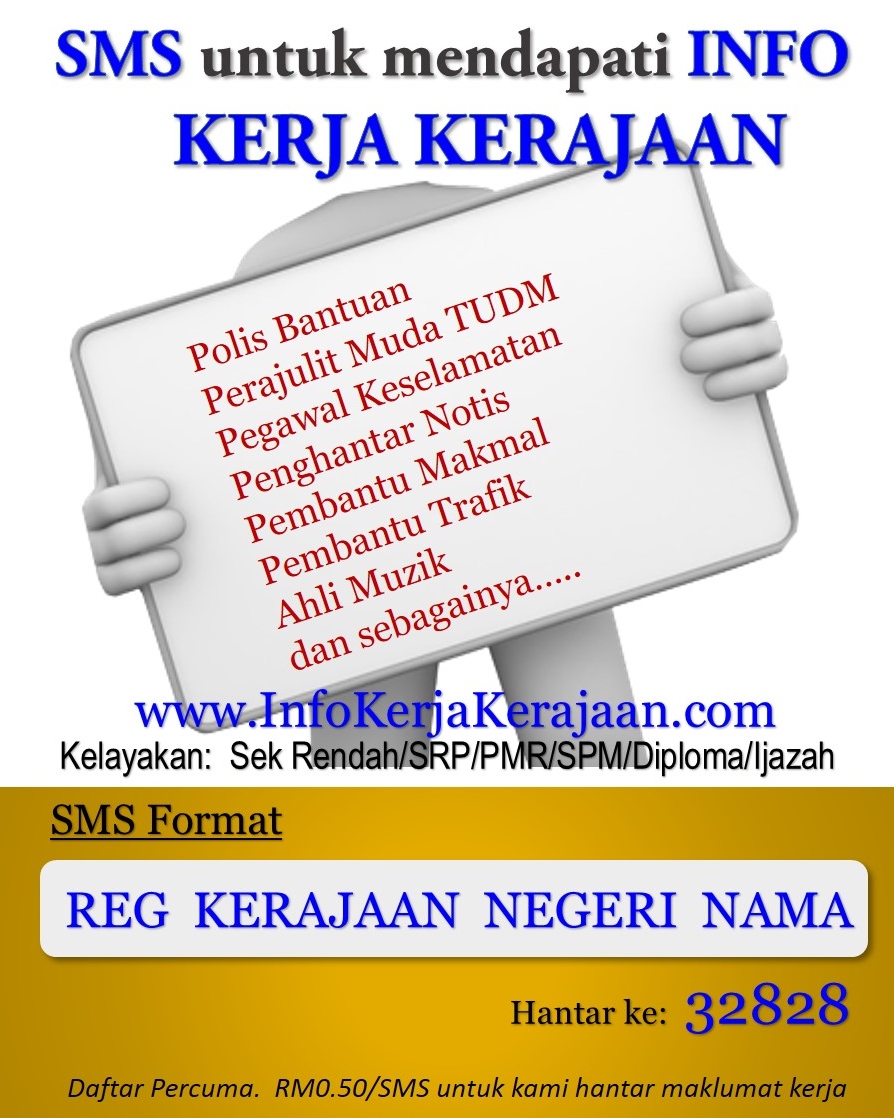 SMS untuk mendapati INFO
KERJA KERAJAAN
Polis Bantuan
Perajulit Muda TUDM
Pegawal Keselamatan
Penghantar Notis
Pembantu Makmal
Pembantu Trafik
Ahli Muzik
dan sebagainya.....
www.InfoKerjaKerajaan.com
Kelayakan: Sek Rendah/SRP/PMR/SPM/Diploma/Ijazah
SMS Format
REG KERAJAAN NEGERI NAMA
Hantar ke: 32828
Daftar Percuma. RM0.50/SMS untuk kami hantar maklumat kerja